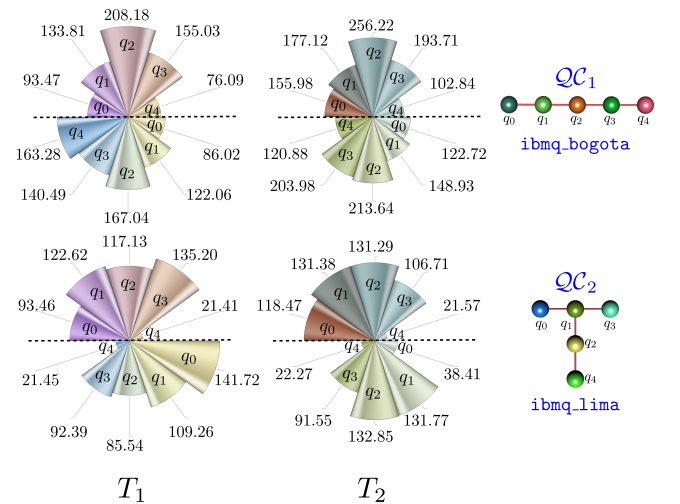 208.18
133.81 155.03
q2
q1 q3
93.47 76.09
q0 q4
q4 q0
q3 q1
q2
163.28 86.02
140.49 122.06
167.04
256.22
177.12 193.71
q2
q1 q3
155.98 102.84
q0 q4
q4 q0
q3 q1
q2
120.88 122.72
203.98 148.93
213.64
𝒬𝒞1
q0 q1 q2 q3 q4
ibmq_bogota
117.13
122.62 135.20
q2
q1 q3
93.46 21.41
q0 q4
q4 q0
q3 q1
q2
21.45 141.72
92.39 109.26
85.54
131.29
131.38 106.71
q2
q1 q3
118.47 21.57
q0 q4
q4 q0
q3 q1
q2
22.27 38.41
91.55 131.77
132.85
𝒬𝒞2
q0 q1 q3
q2
q4
ibmq_lima
T1 T2